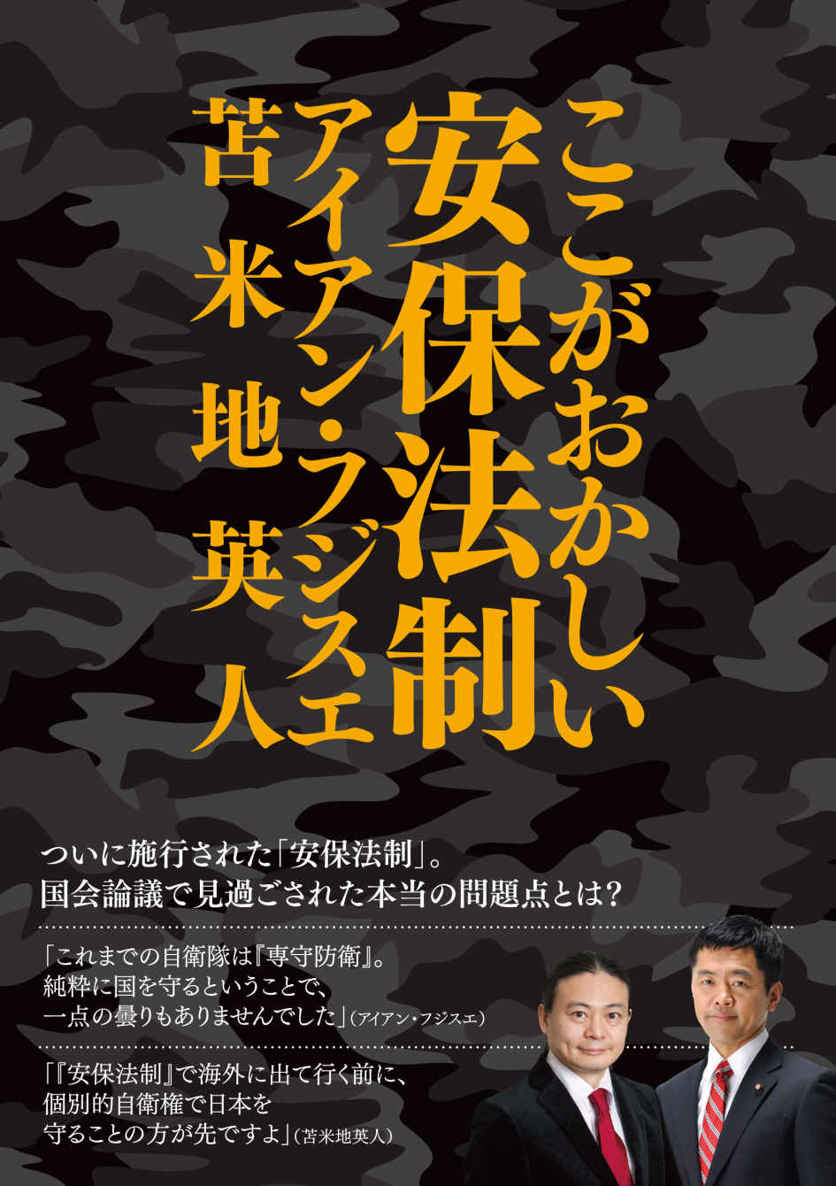 ここがおかしい
安保法制
アイアン・フジスエ
苫米地英人
ついに施行された「安保法制」。
国会論議で見過ごされた本当の問題点とは?
「これまでの自衛隊は『専守防衛』。
純粋に国を守るということで、
一点の曇りもありませんでした」(アイアン・フジスエ)
「『安保法制』で海外に出て行く前に、
個別的自衛権で日本を
守ることの方が先ですよ」(苫米地英人)